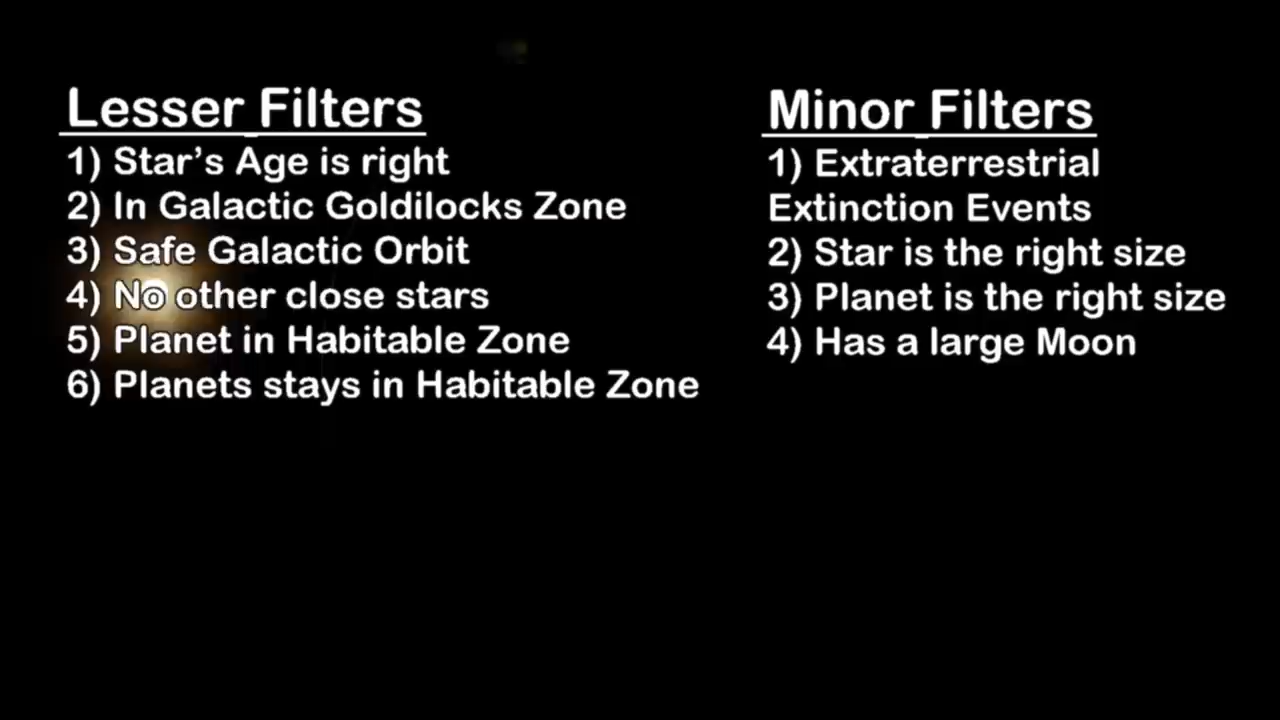 Lesser Filters
1) Star's Age is right
2) In Galactic Goldilocks Zone
3) Safe Galactic Orbit
4) No other close stars
5) Planet in Habitable Zone
6) Planets stays in Habitable Zone
Minor Filters
1) Extraterrestrial
Extinction Events
2) Star is the right size
3) Planet is the right size
4) Has a large Moon